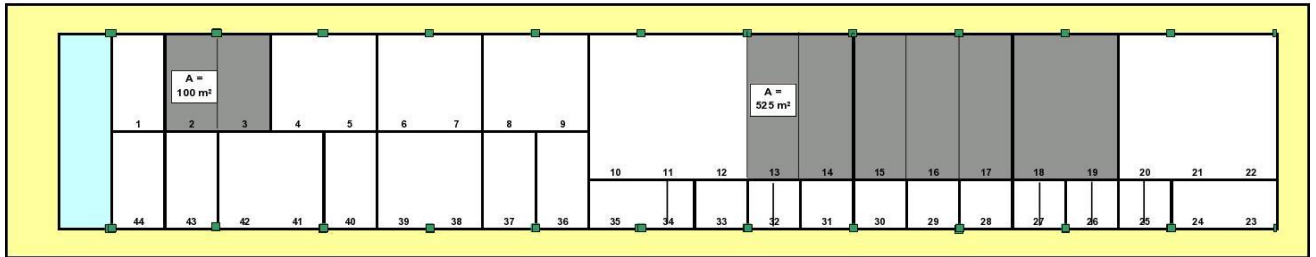 A =
100 m²
A =
525 m²
1 2 3 4 5 6 7 8 9
10 11 12 13 14 15 16 17 18 19 20 21 22
44 43 42 41 40 39 38 37 36 35 34 33 32 31 30 29 28 27 26 25 24 23